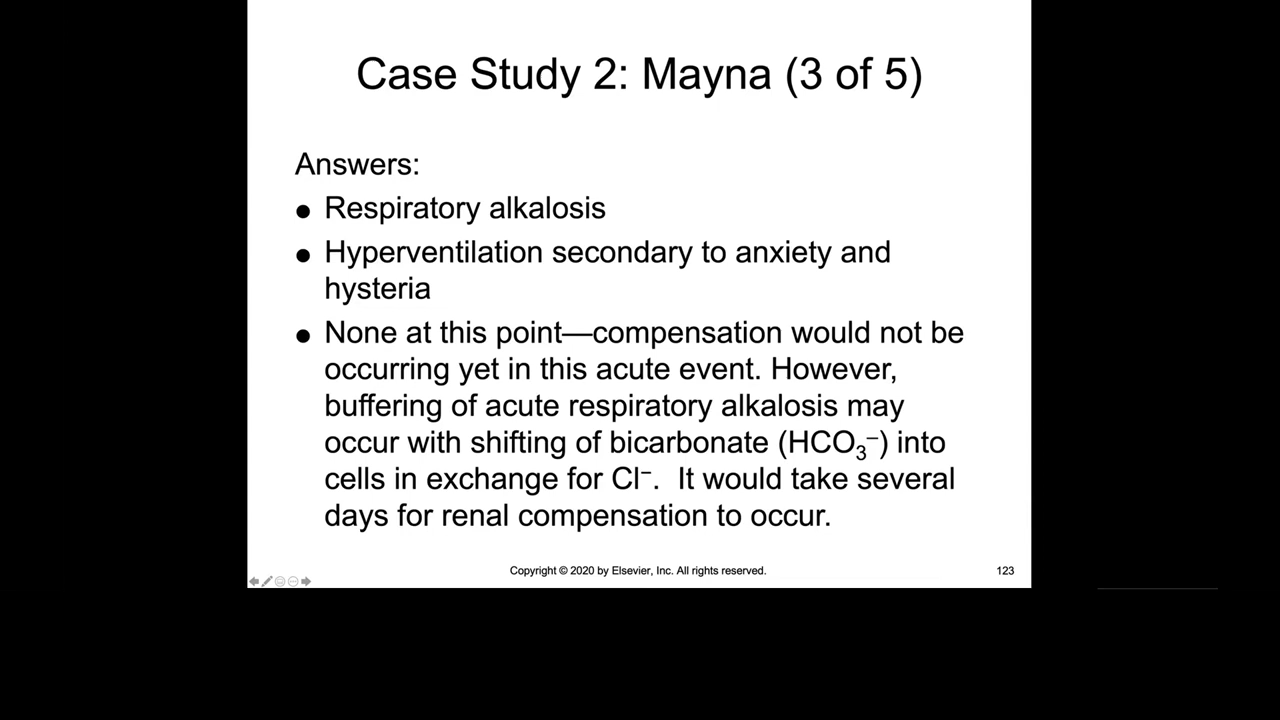 Case Study 2: Mayna (3 of 5)
Answers:
● Respiratory alkalosis
● Hyperventilation secondary to anxiety and
hysteria
● None at this point—compensation would not be
occurring yet in this acute event. However,
buffering of acute respiratory alkalosis may
occur with shifting of bicarbonate (HCO₃⁻) into
cells in exchange for Cl⁻.  It would take several
days for renal compensation to occur.
Copyright © 2020 by Elsevier, Inc. All rights reserved.
123